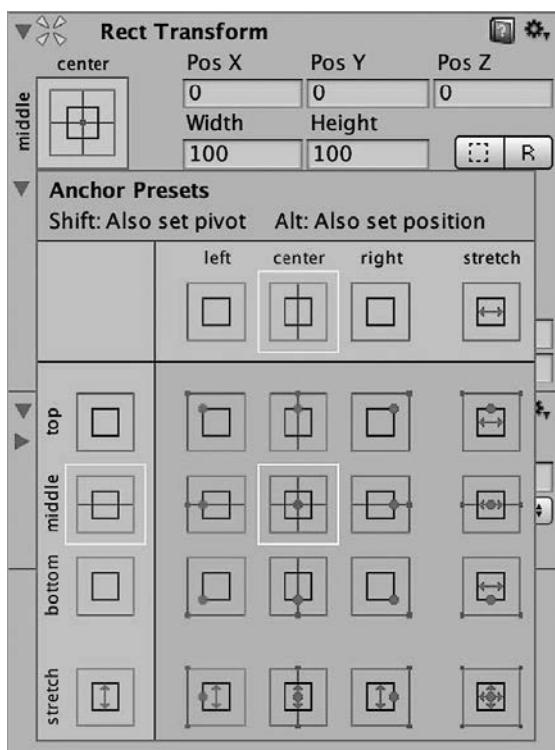 Rect Transform
center
Pos X
Pos Y
Pos Z
middle
0
0
0
Width
Height
100
100
R
Anchor Presets
Shift: Also set pivot
Alt: Also set position
left
center
right
stretch
top
middle
bottom
stretch